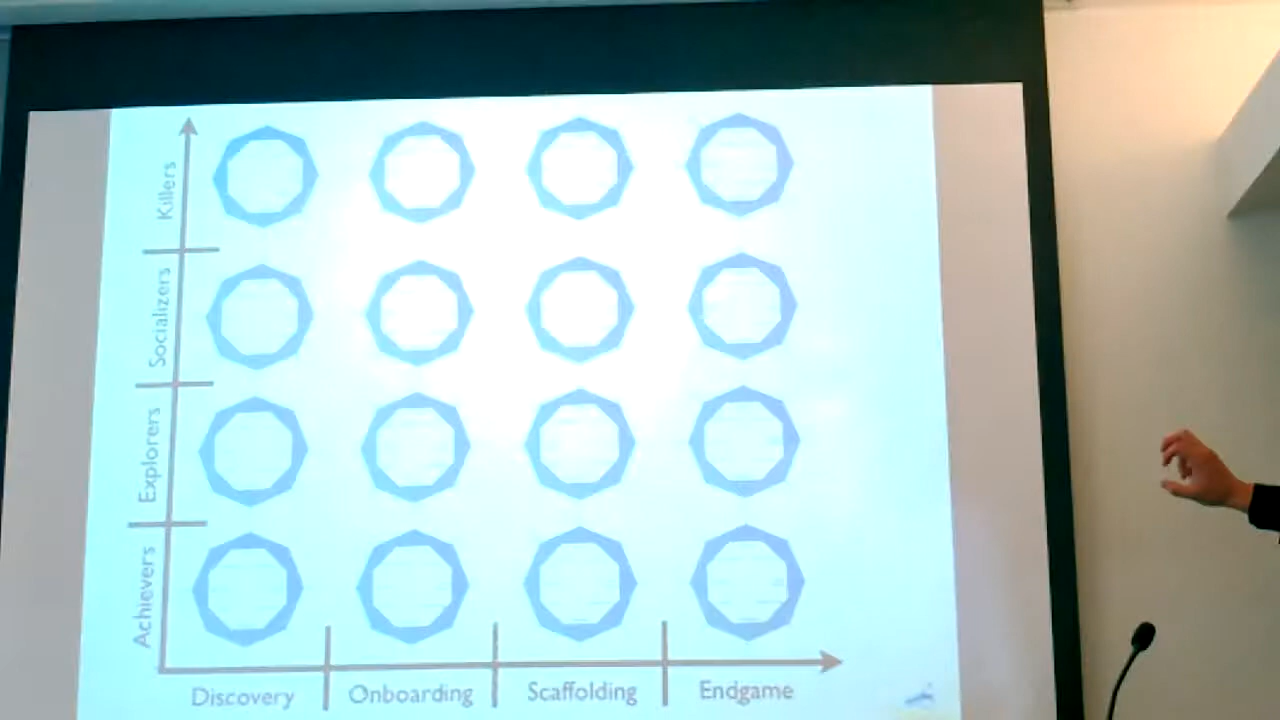 Killers
Socializers
Explorers
Achievers
Discovery
Onboarding
Scaffolding
Endgame